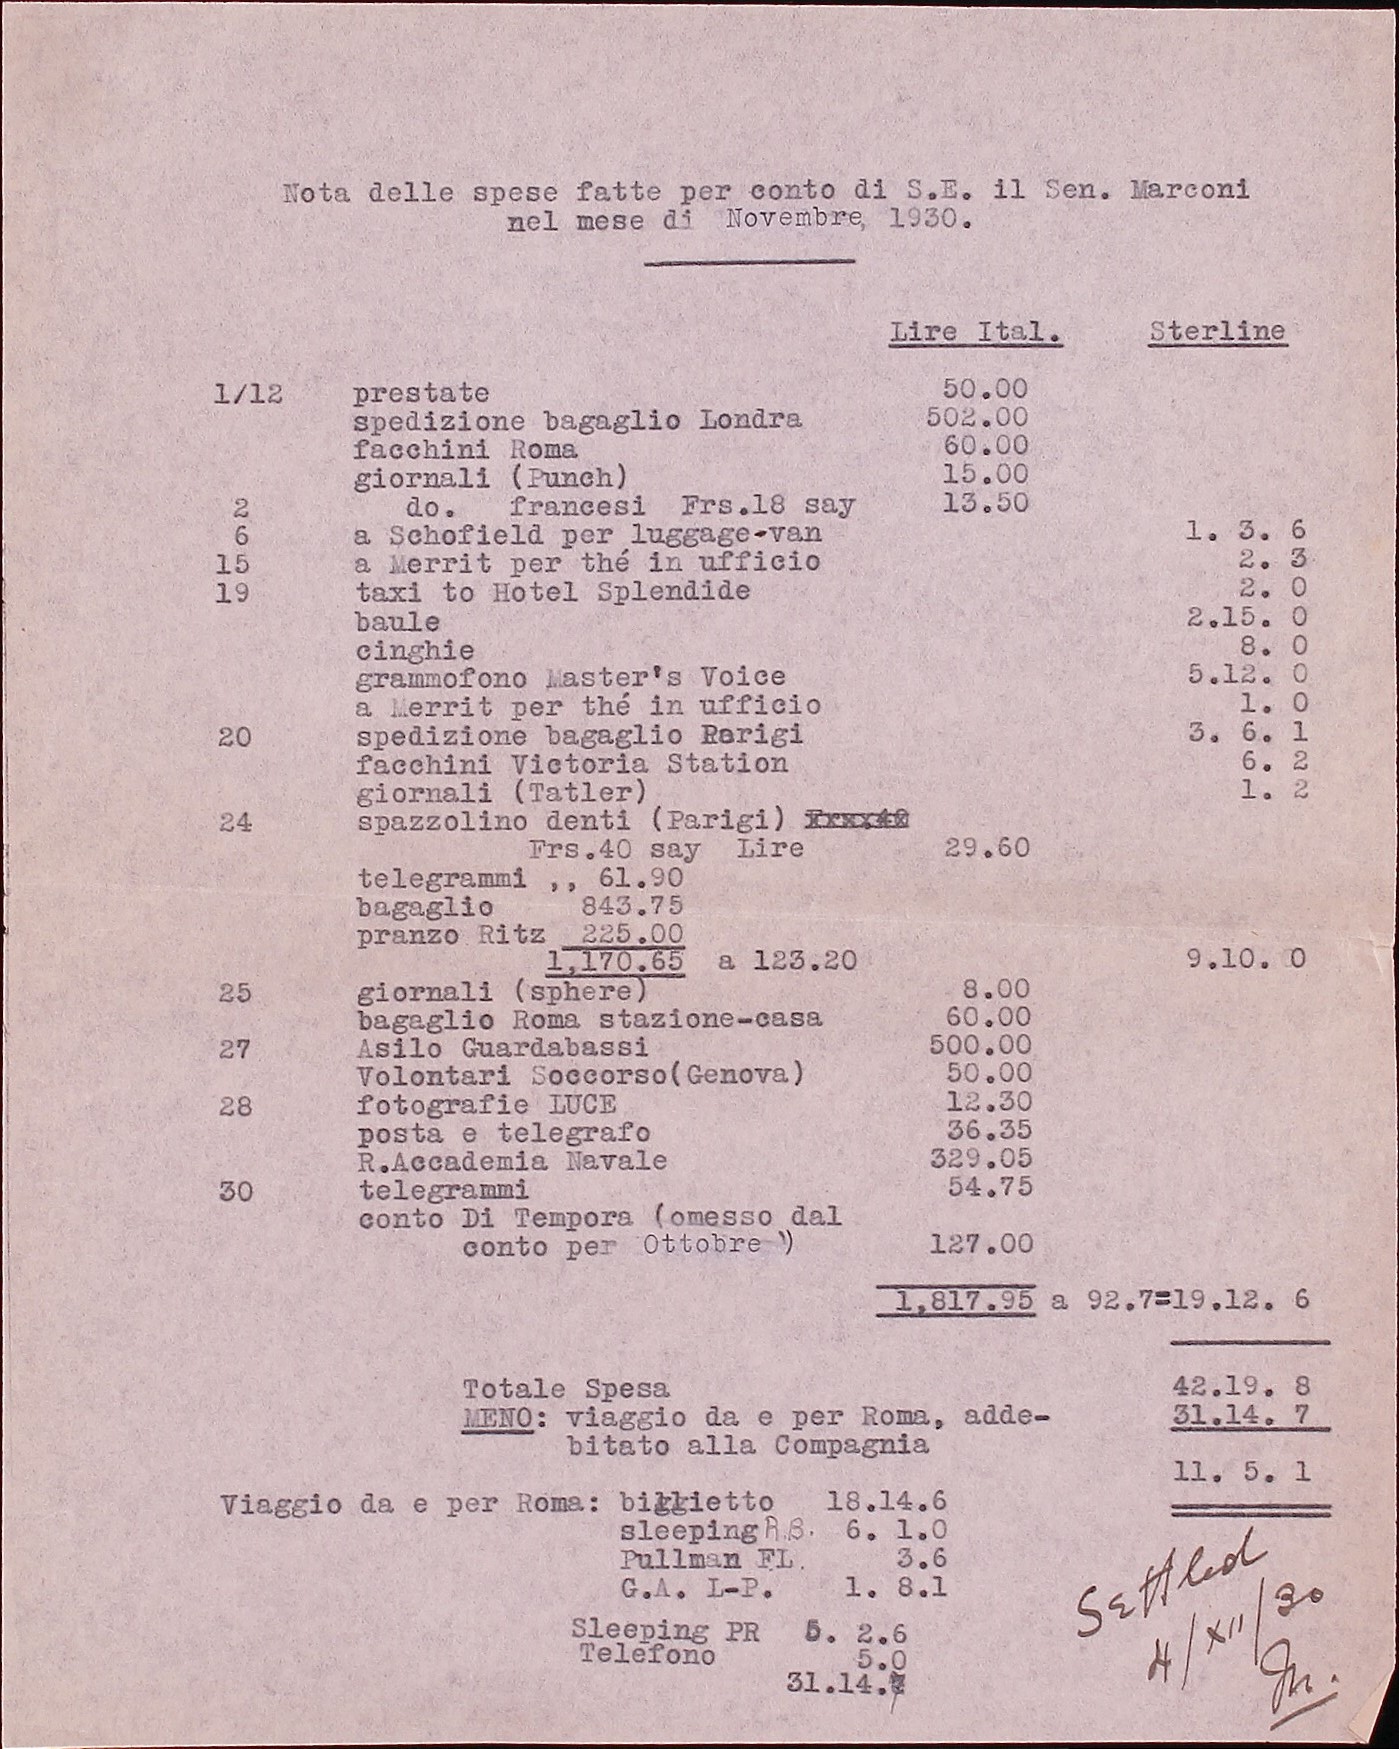 Nota delle spese fatte per conto di S.E. il Sen. Marconi
nel mese di Novembre, 1930.
Lire Ital. Sterline
1/12 prestate 50.00
spedizione bagaglio Londra 502.00
facchini Roma 60.00
giornali (Punch) 15.00
2 do. francesi Frs.18 say 13.50
6 a Schofield per luggage-van 1. 3. 6
15 a Merrit per thé in ufficio 2. 3
19 taxi to Hotel Splendide 2. 0
baule 2.15. 0
cinghie 8. 0
grammofono Master's Voice 5.12. 0
a Merrit per thé in ufficio 1. 0
20 spedizione bagaglio Parigi 3. 6. 1
facchini Victoria Station 6. 2
giornali (Tatler) 1. 2
24 spazzolino denti (Parigi)
Frs.40 say Lire 29.60
telegrammi ,, 61.90
bagaglio 843.75
pranzo Ritz 225.00
1,170.65 a 123.20 9.10. 0
25 giornali (sphere) 8.00
bagaglio Roma stazione-casa 60.00
27 Asilo Guardabassi 500.00
Volontari Soccorso(Genova) 50.00
28 fotografie LUCE 12.30
posta e telegrafo 36.35
R.Accademia Navale 329.05
30 telegrammi 54.75
conto Di Tempora (omesso dal
conto per Ottobre ) 127.00
1,817.95 a 92.7=19.12. 6
Totale Spesa 42.19. 8
MENO: viaggio da e per Roma, adde- 31.14. 7
bitato alla Compagnia
11. 5. 1
Viaggio da e per Roma: biglietto 18.14.6
sleeping R.S. 6. 1.0
Pullman FL. 3.6
G.A. L-P. 1. 8.1
Sleeping PR 5. 2.6
Telefono 5.0
31.14.7
Settled
4/XII/30
M.